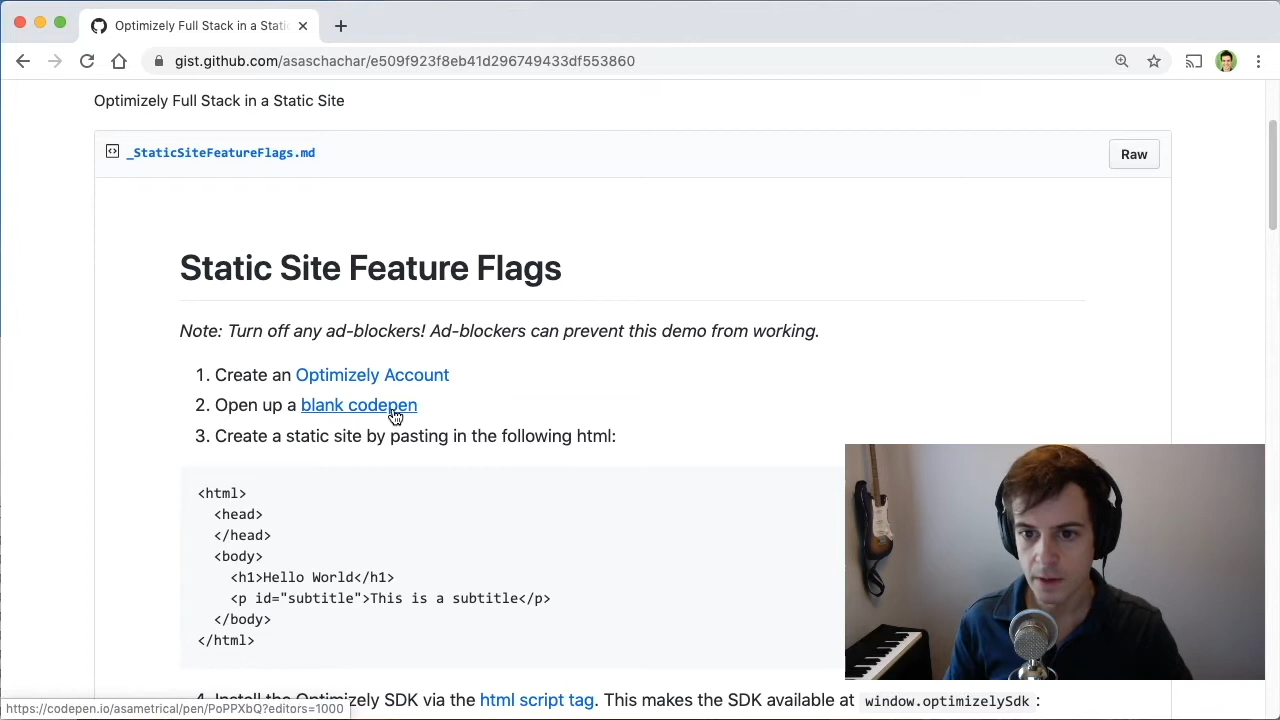 Optimizely Full Stack in a Stati
gist.github.com/asaschachar/e509f923f8eb41d296749433df553860
Optimizely Full Stack in a Static Site
_StaticSiteFeatureFlags.md
Raw
Static Site Feature Flags
Note: Turn off any ad-blockers! Ad-blockers can prevent this demo from working.
1. Create an Optimizely Account
2. Open up a blank codepen
3. Create a static site by pasting in the following html:
<html>
<head>
</head>
<body>
<h1>Hello World</h1>
<p id="subtitle">This is a subtitle</p>
</body>
</html>
4. Install the Optimizely SDK via the html script tag. This makes the SDK available at window.optimizelySdk :
https://codepen.io/asametrical/pen/PoPPXbQ?editors=1000